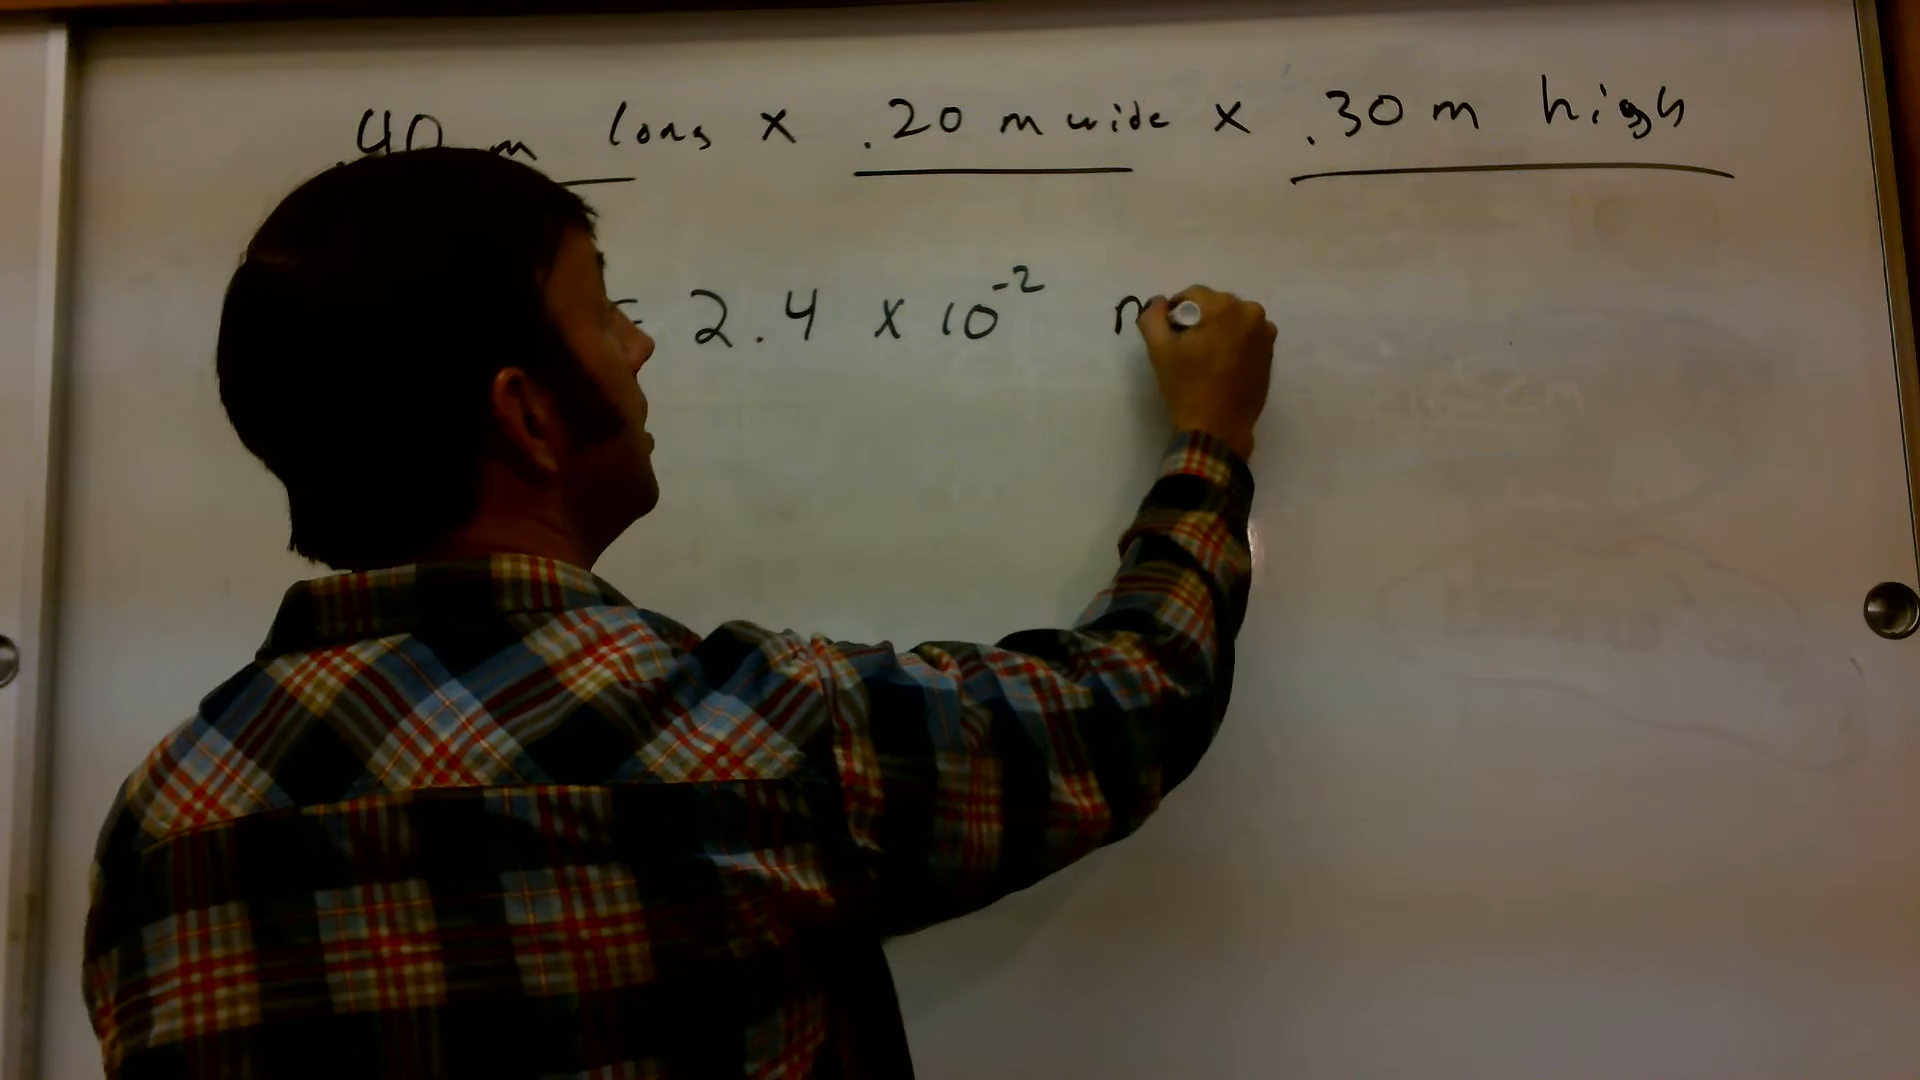 .40 m long x .20 m wide x .30 m high
= 2.4 x 10⁻² m